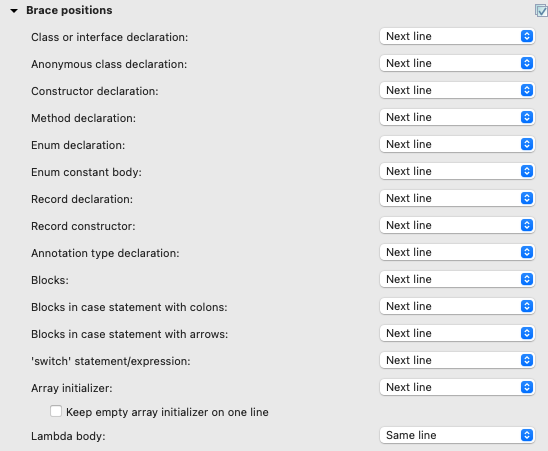 Brace positions
Class or interface declaration: Next line
Anonymous class declaration: Next line
Constructor declaration: Next line
Method declaration: Next line
Enum declaration: Next line
Enum constant body: Next line
Record declaration: Next line
Record constructor: Next line
Annotation type declaration: Next line
Blocks: Next line
Blocks in case statement with colons: Next line
Blocks in case statement with arrows: Next line
'switch' statement/expression: Next line
Array initializer: Next line
Keep empty array initializer on one line
Lambda body: Same line